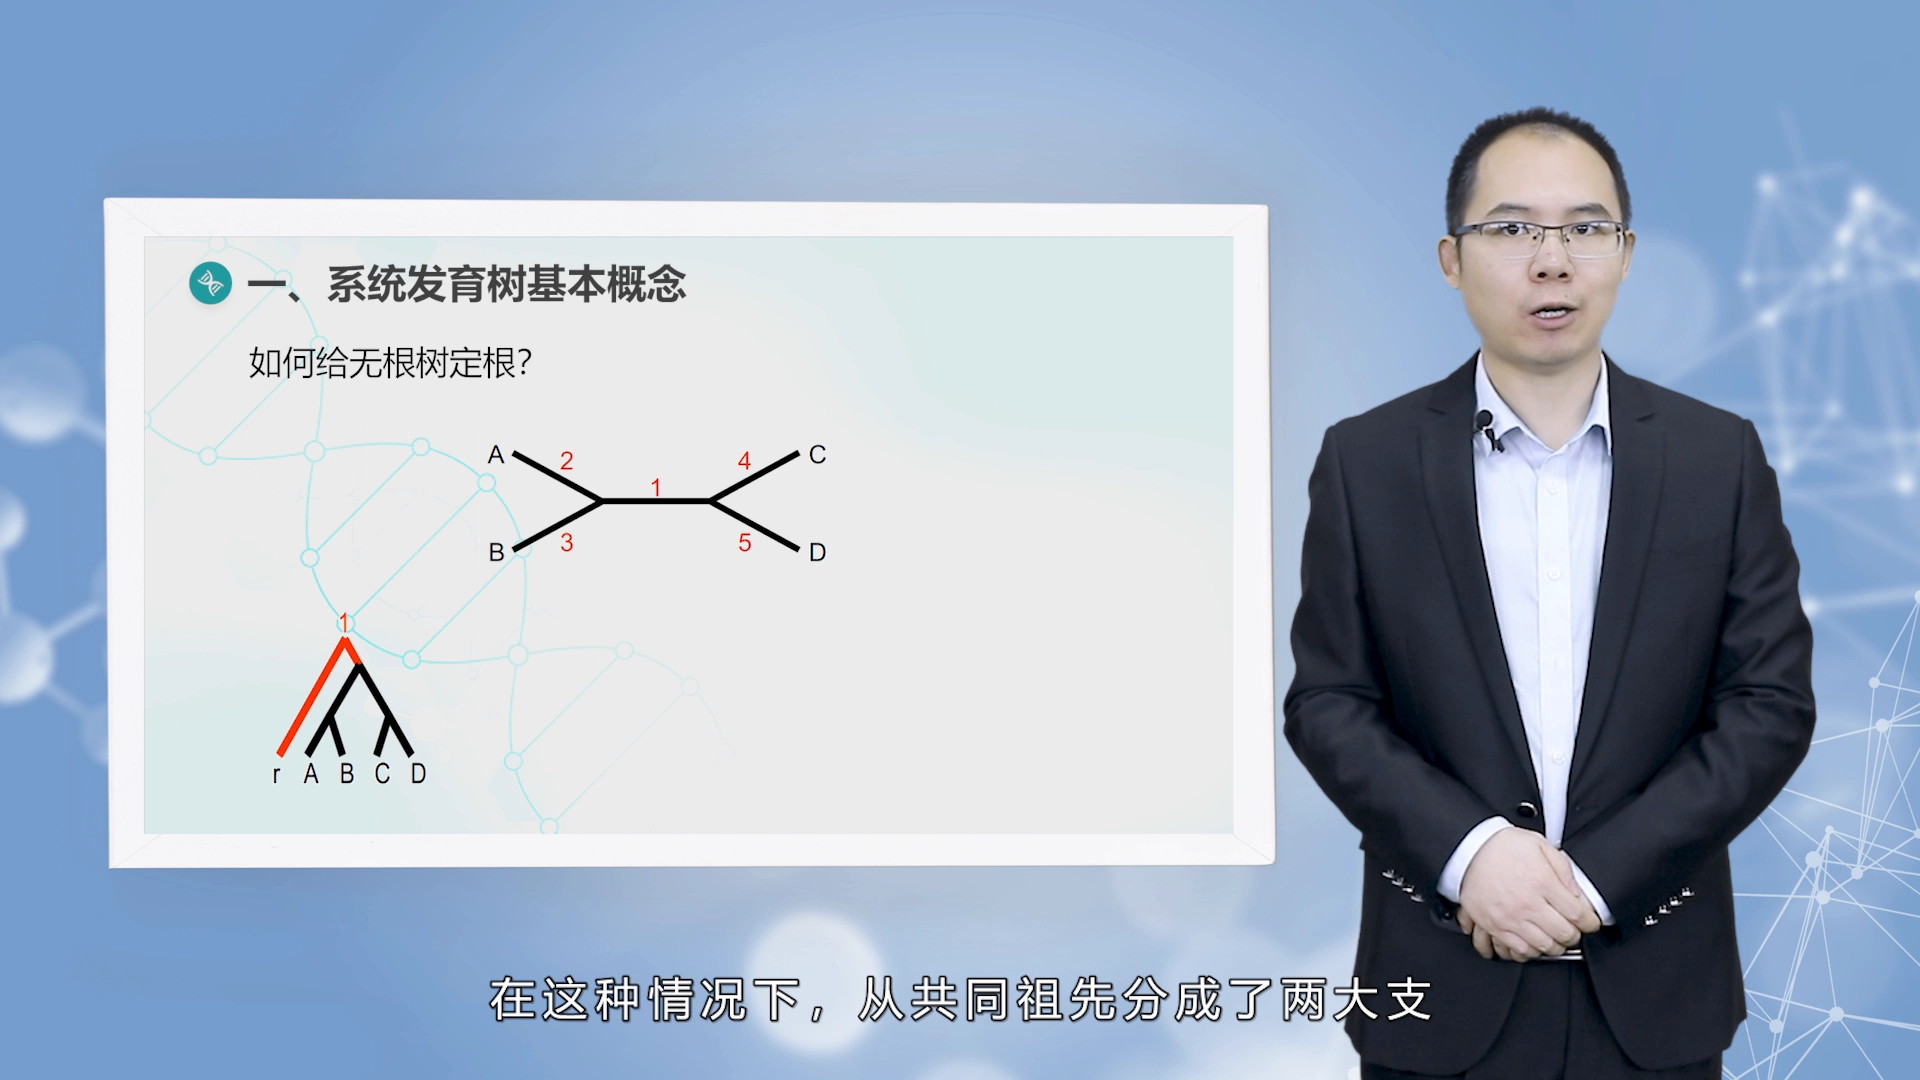 一、系统发育树基本概念
如何给无根树定根？
A 2 4 C
1
B 3 5 D
1
r A B C D
在这种情况下，从共同祖先分成了两大支